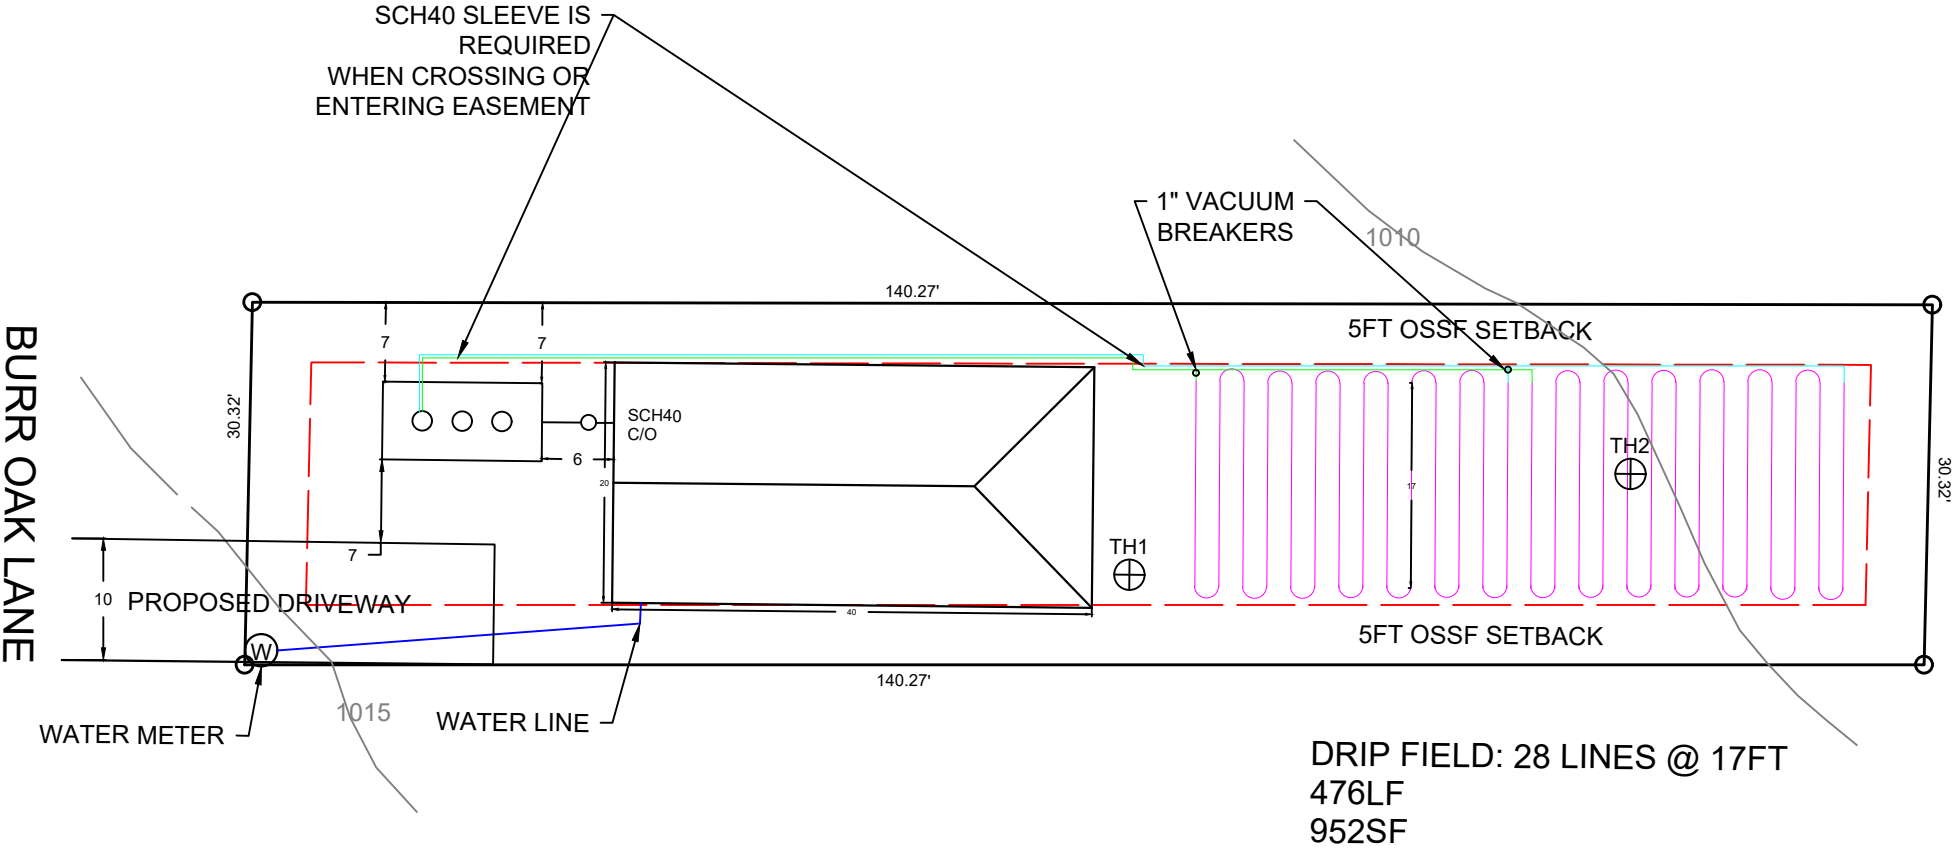 SCH40 SLEEVE IS
REQUIRED
WHEN CROSSING OR
ENTERING EASEMENT
1" VACUUM
BREAKERS
1010
140.27'
5FT OSSF SETBACK
7
7
BURR OAK LANE
30.32'
SCH40
C/O
6
20
17
TH2
30.32'
TH1
7
10
PROPOSED DRIVEWAY
40
W
5FT OSSF SETBACK
140.27'
1015
WATER METER
WATER LINE
DRIP FIELD: 28 LINES @ 17FT
476LF
952SF